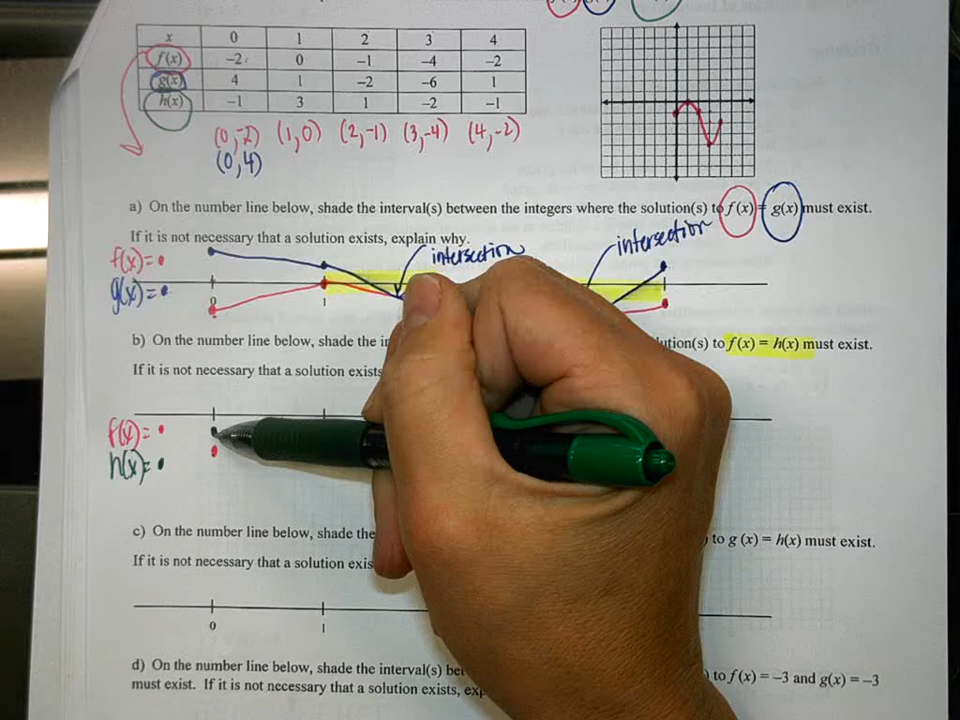 x 0 1 2 3 4
f(x) −2 0 −1 −4 −2
g(x) 4 1 −2 −6 1
h(x) −1 3 1 −2 −1
(0,-2) (1,0) (2,-1) (3,-4) (4,-2)
(0,4)
a) On the number line below, shade the interval(s) between the integers where the solution(s) to f(x) = g(x) must exist.
If it is not necessary that a solution exists, explain why.
intersection intersection
f(x)=
g(x)=
0 1
b) On the number line below, shade the to f(x) = h(x) must exist.
If it is not necessary that a solution exists
f(x)=
h(x)=
c) On the number line below, shade the to g (x) = h(x) must exist.
If it is not necessary that a solution
0 1
d) On the number line below, shade the interval(s) to f(x) = −3 and g(x) = −3
must exist. If it is not necessary that a solution exists,